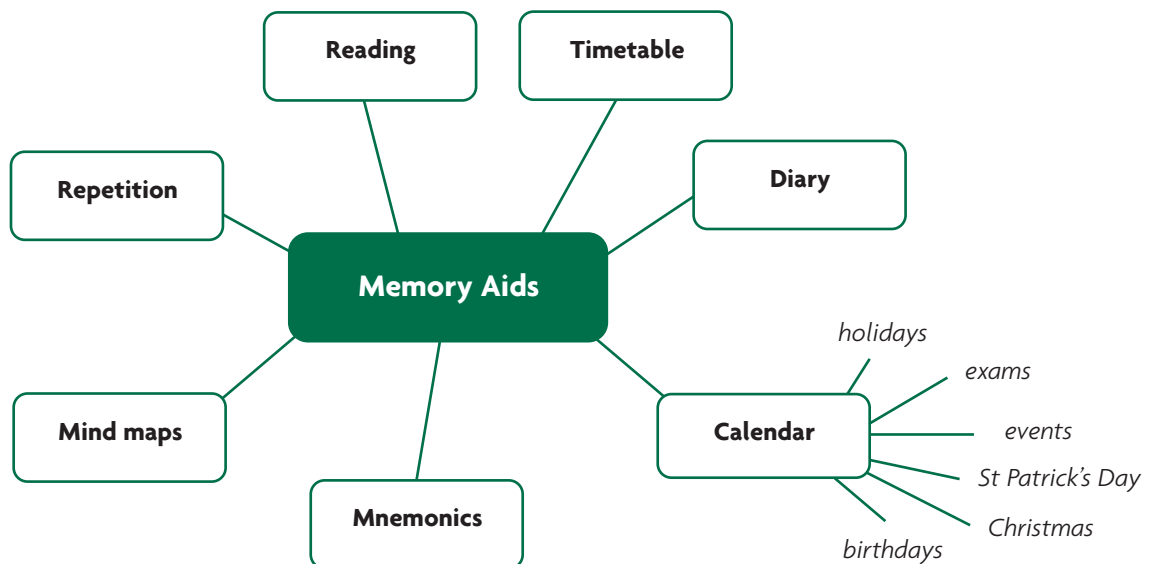 Reading
Timetable
Repetition
Diary
Memory Aids
holidays
exams
Mind maps
Calendar
events
St Patrick’s Day
Mnemonics
Christmas
birthdays